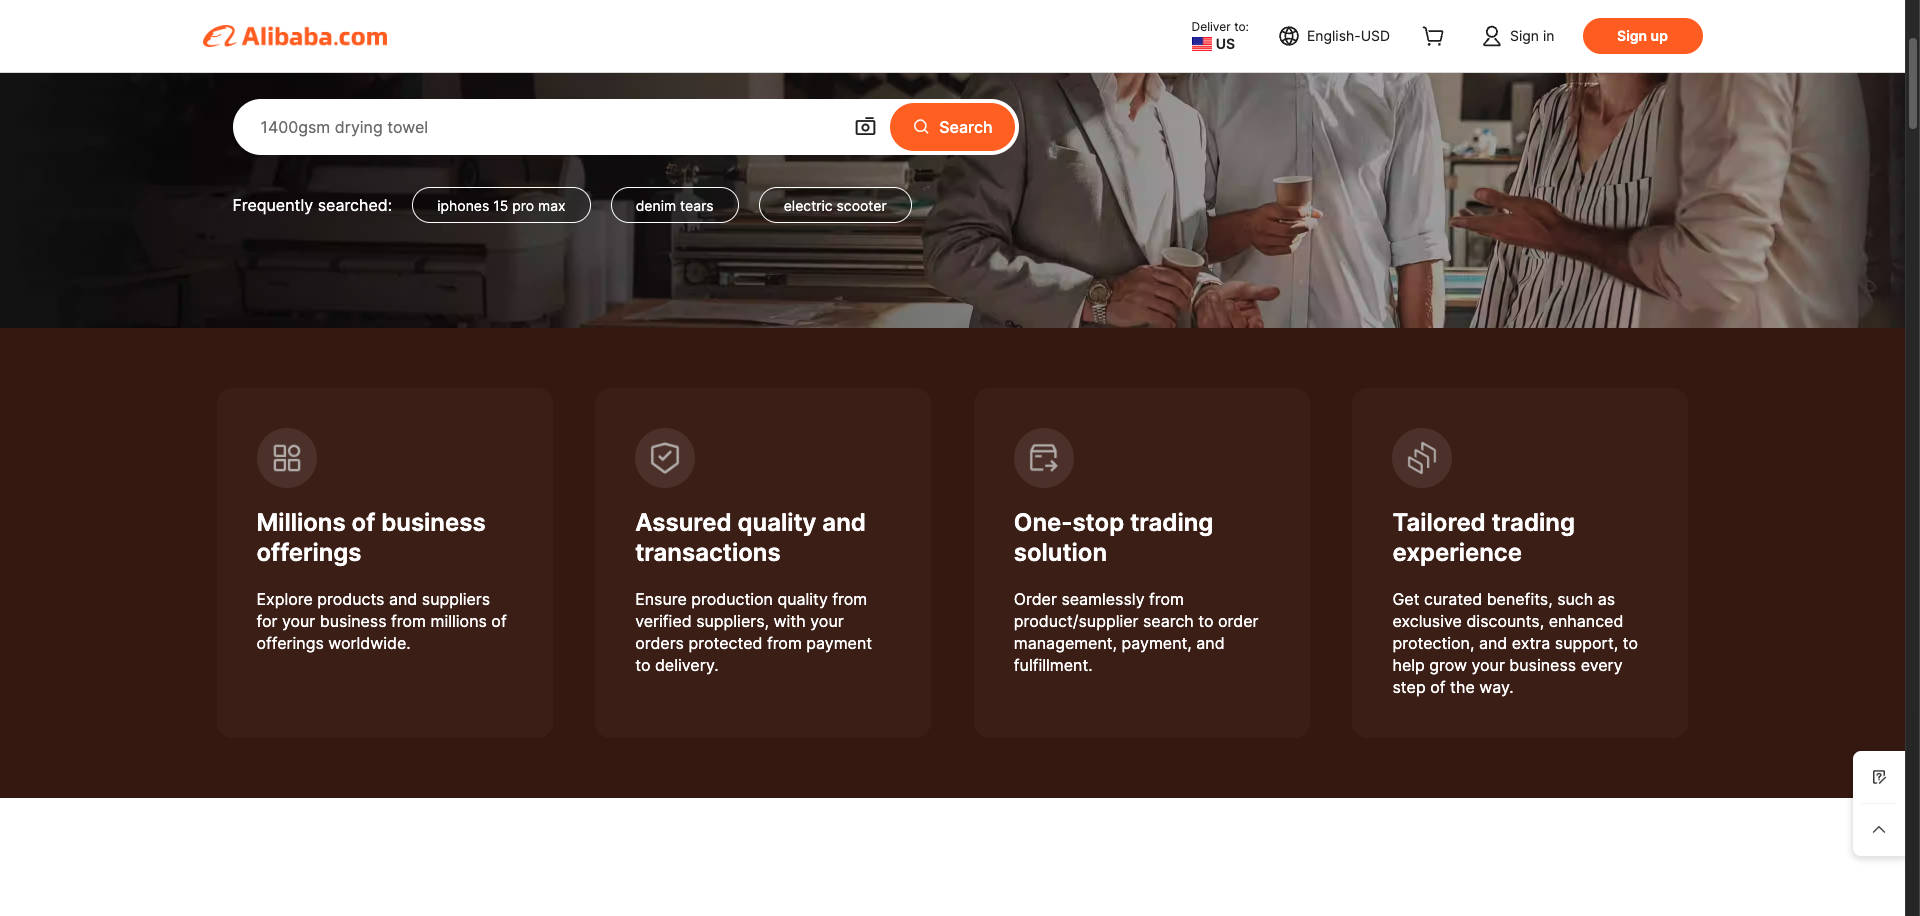 Alibaba.com
Deliver to:
US
English-USD
Sign in
Sign up
1400gsm drying towel
Search
Frequently searched:
iphones 15 pro max
denim tears
electric scooter
Millions of business
offerings
Explore products and suppliers
for your business from millions of
offerings worldwide.
Assured quality and
transactions
Ensure production quality from
verified suppliers, with your
orders protected from payment
to delivery.
One-stop trading
solution
Order seamlessly from
product/supplier search to order
management, payment, and
fulfillment.
Tailored trading
experience
Get curated benefits, such as
exclusive discounts, enhanced
protection, and extra support, to
help grow your business every
step of the way.